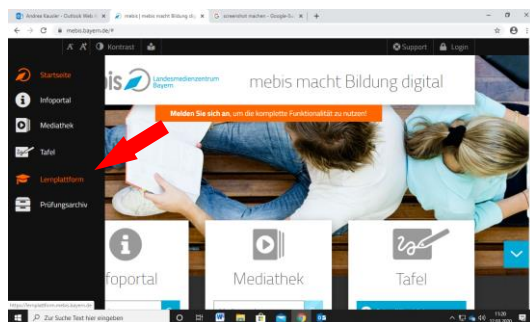 Andrea Kausler - Outlook Web
mebis | mebis macht Bildung di
screenshot machen - Google-Su
mebis.bayern.de/#
Kontrast
Support
Login
Startseite
Infoportal
Mediathek
Tafel
Lernplattform
Prüfungsarchiv
bis
Landesmedienzentrum
Bayern
mebis macht Bildung digital
Melden Sie sich an, um die komplette Funktionalität zu nutzen!
foportal
Mediathek
Tafel
https://lernplattform.mebis.bayern.de
Zur Suche Text hier eingeben